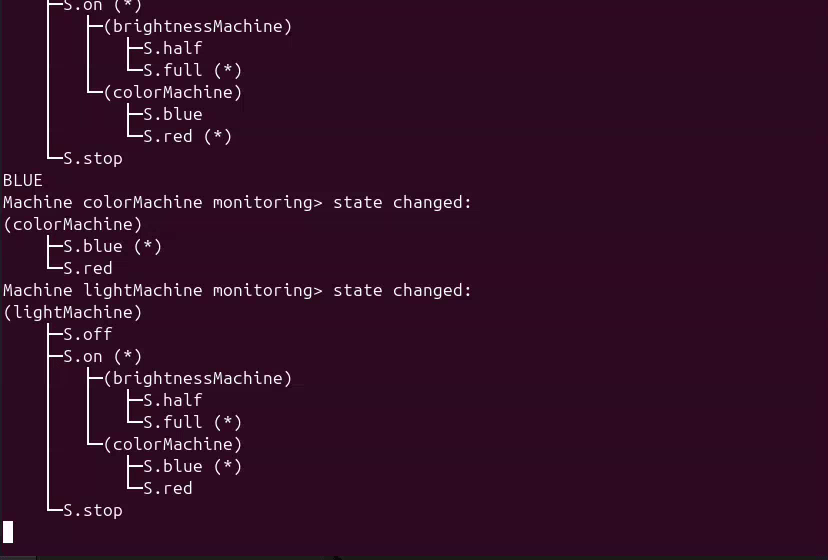 ├─S.on (*)
│   ├─(brightnessMachine)
│   │   ├─S.half
│   │   └─S.full (*)
│   └─(colorMachine)
│       ├─S.blue
│       └─S.red (*)
└─S.stop
BLUE
Machine colorMachine monitoring> state changed:
(colorMachine)
    ├─S.blue (*)
    └─S.red
Machine lightMachine monitoring> state changed:
(lightMachine)
    ├─S.off
    ├─S.on (*)
    │   ├─(brightnessMachine)
    │   │   ├─S.half
    │   │   └─S.full (*)
    │   └─(colorMachine)
    │       ├─S.blue (*)
    │       └─S.red
    └─S.stop